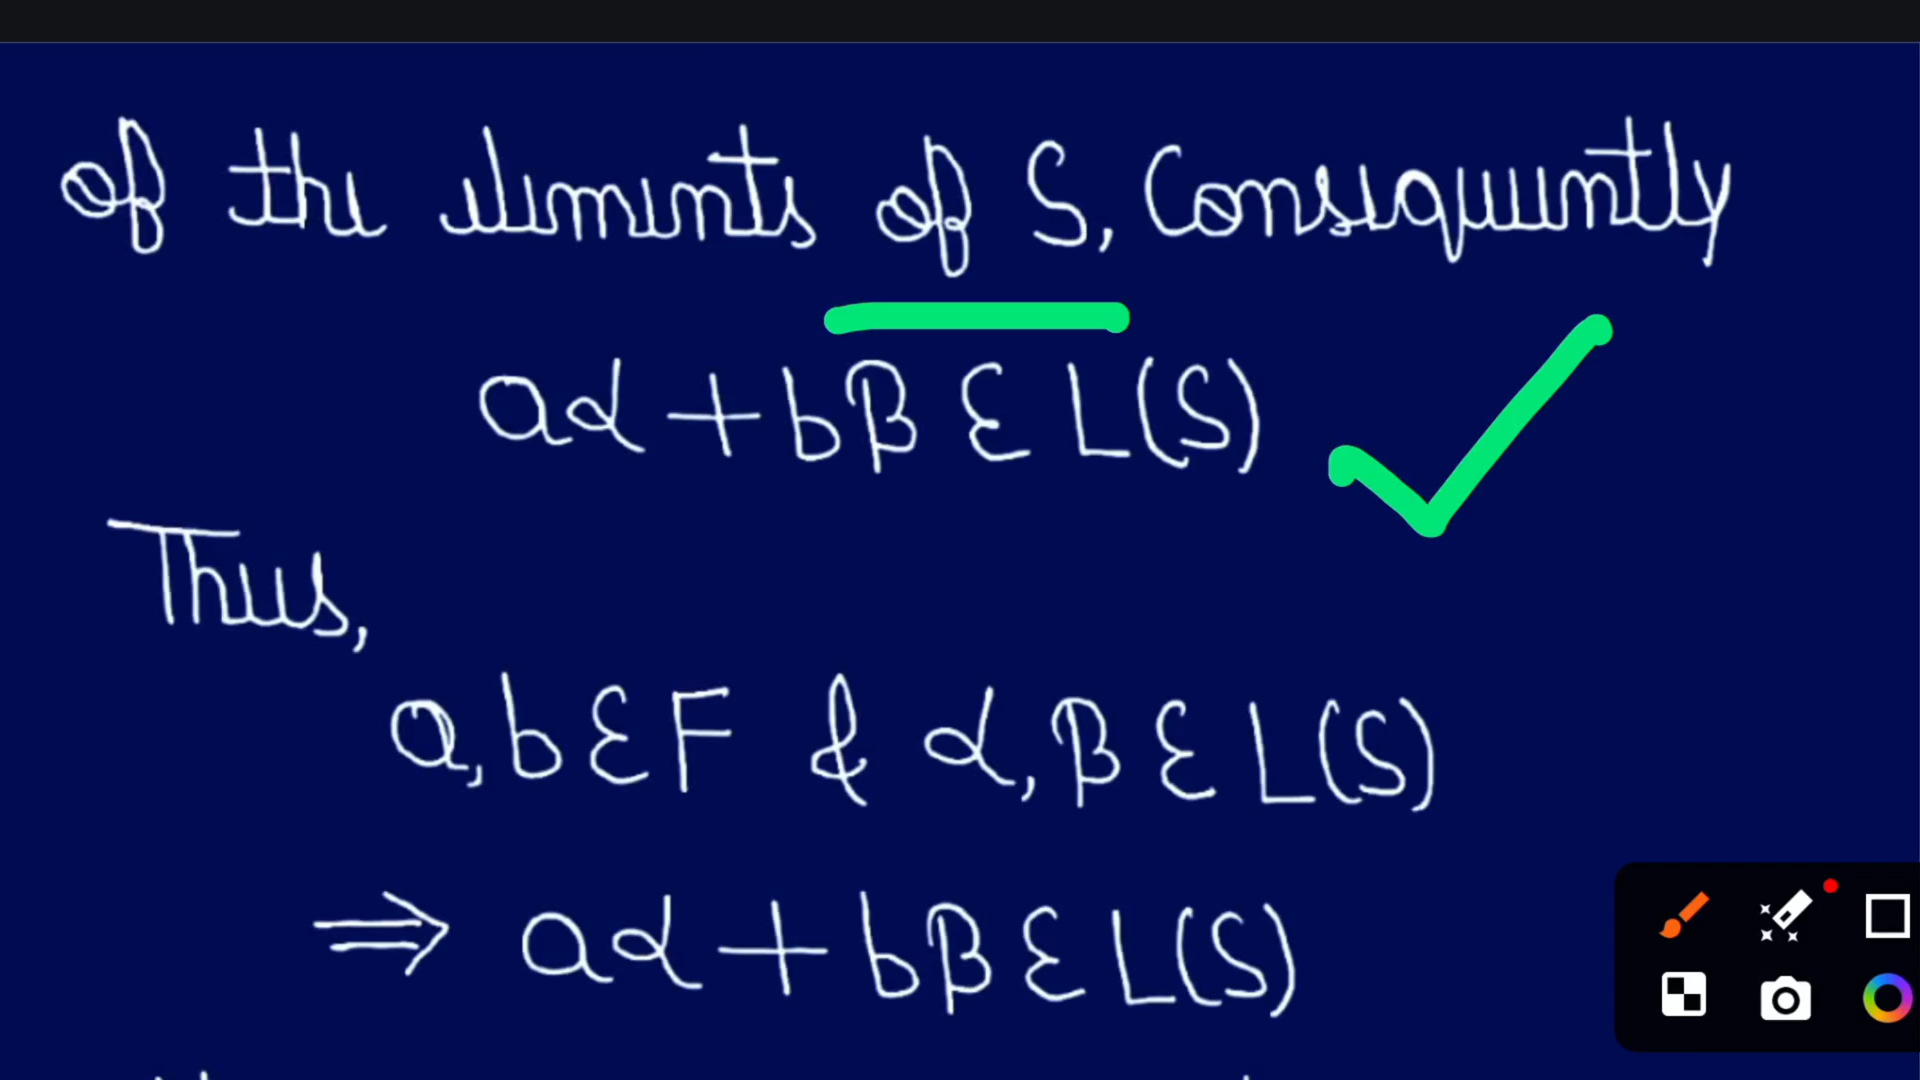 of the elements of S, Consequently
aα + bβ ∈ L(S)
Thus,
a, b ∈ F & α, β ∈ L(S)
⇒ aα + bβ ∈ L(S)